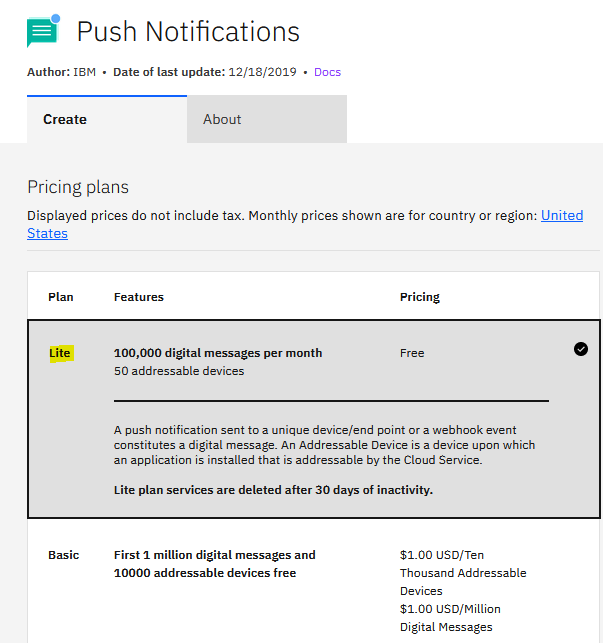 Push Notifications
Author: IBM • Date of last update: 12/18/2019 • Docs
Create
About
Pricing plans
Displayed prices do not include tax. Monthly prices shown are for country or region: United
States
Plan
Features
Pricing
Lite
100,000 digital messages per month
Free
50 addressable devices
A push notification sent to a unique device/end point or a webhook event
constitutes a digital message. An Addressable Device is a device upon which
an application is installed that is addressable by the Cloud Service.
Lite plan services are deleted after 30 days of inactivity.
Basic
First 1 million digital messages and
10000 addressable devices free
$1.00 USD/Ten
Thousand Addressable
Devices
$1.00 USD/Million
Digital Messages